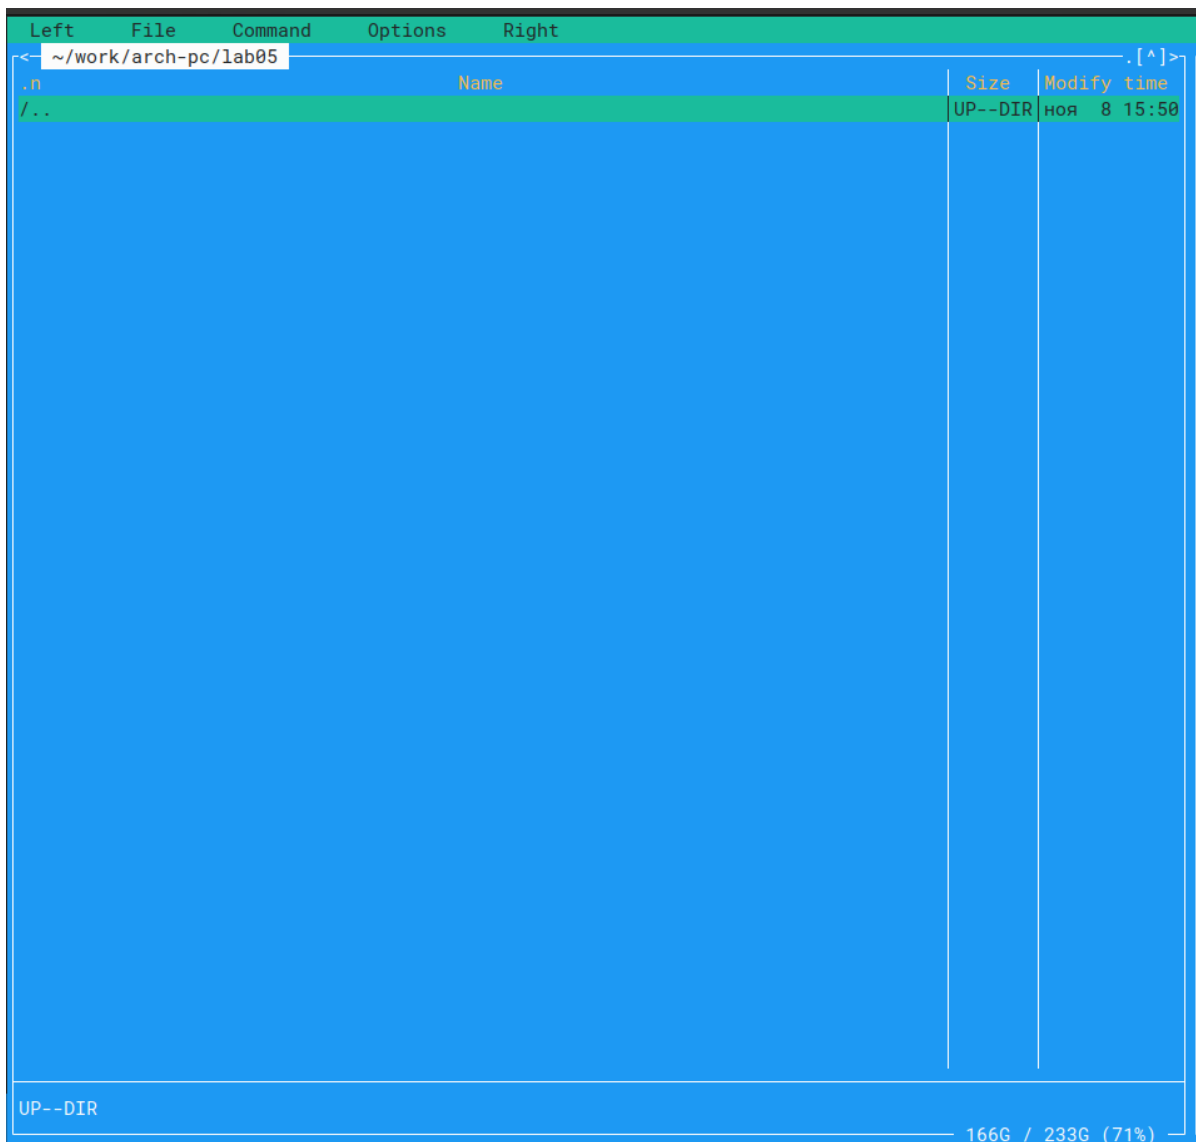 Left File Command Options Right
<─ ~/work/arch-pc/lab05 .[^]>
.n Name Size Modify time
/.. UP--DIR ноя 8 15:50
UP--DIR
166G / 233G (71%)